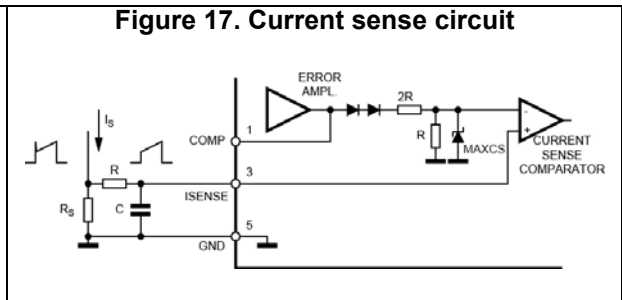 Figure 17. Current sense circuit
ERROR
AMPL.
2R
IS
COMP
1
R
MAXCS
-
+
CURRENT
SENSE
COMPARATOR
R
3
ISENSE
RS
C
5
GND